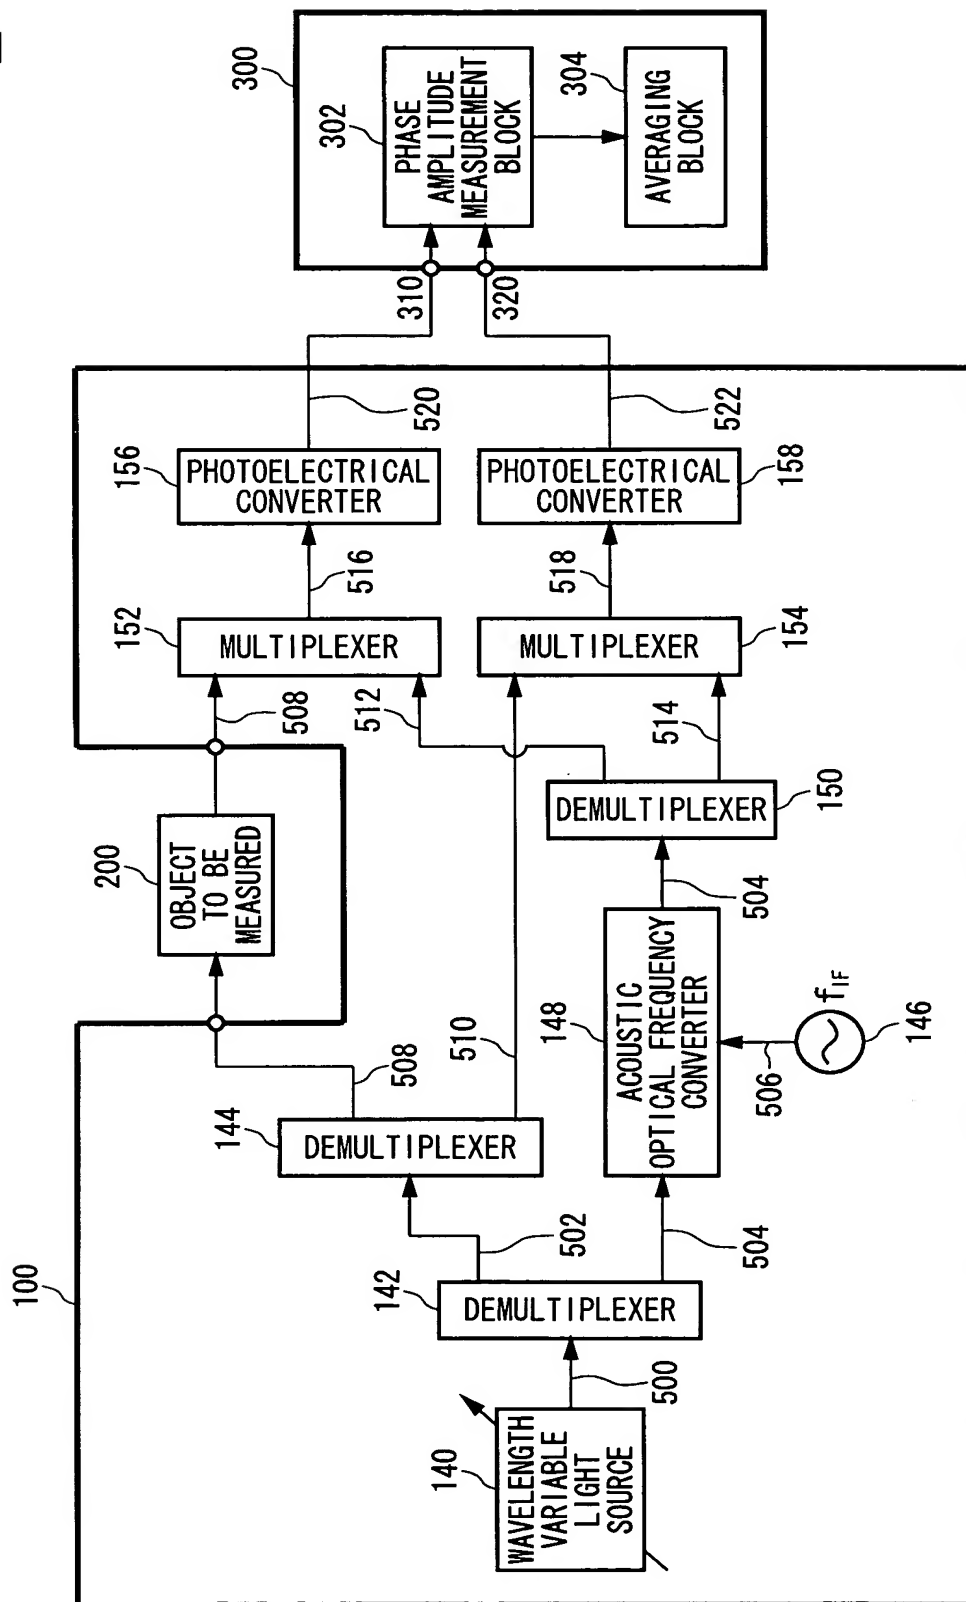 100
140
WAVELENGTH
VARIABLE
LIGHT
SOURCE
500
142
DEMULTIPLEXER
502
504
144
DEMULTIPLEXER
508
510
148
ACOUSTIC
OPTICAL FREQUENCY
CONVERTER
506
fIF
146
504
200
OBJECT
TO BE
MEASURED
508
512
514
DEMULTIPLEXER
150
152
MULTIPLEXER
MULTIPLEXER
154
516
518
156
PHOTOELECTRICAL
CONVERTER
PHOTOELECTRICAL
CONVERTER
158
520
522
310
320
300
302
PHASE
AMPLITUDE
MEASUREMENT
BLOCK
304
AVERAGING
BLOCK